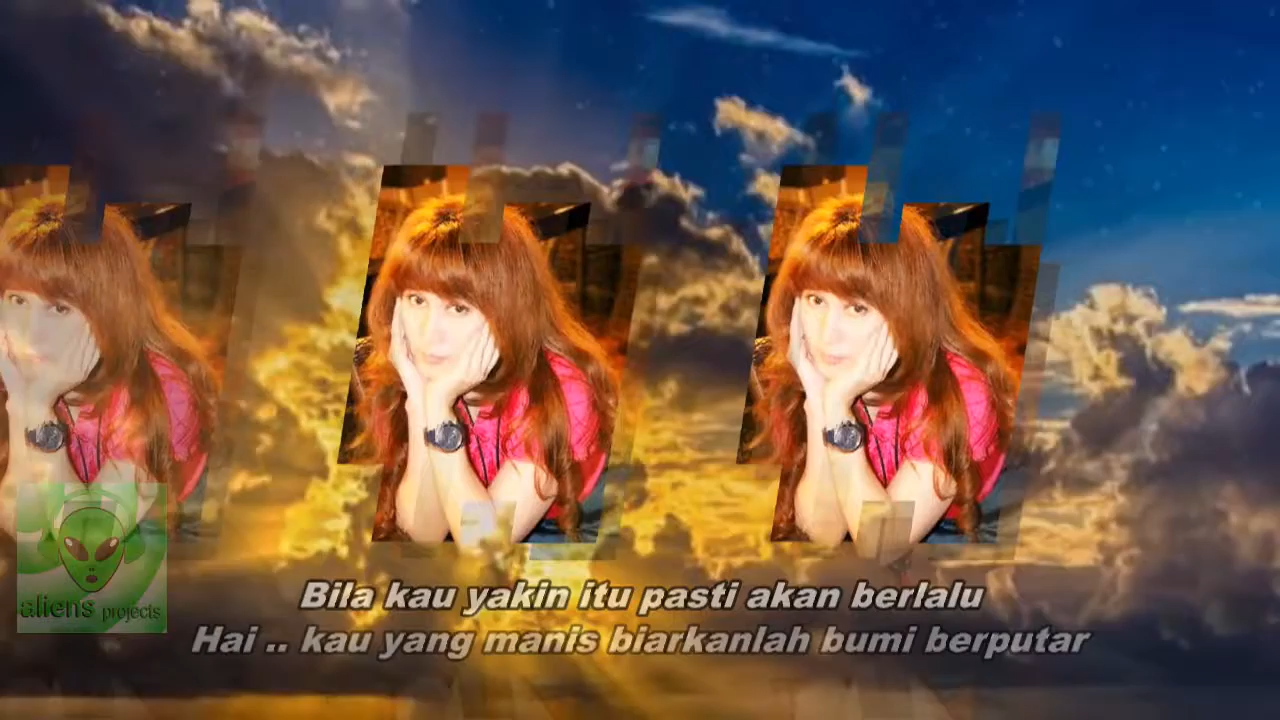 Bila kau yakin itu pasti akan berlalu
Hai .. kau yang manis biarkanlah bumi berputar
aliens projects